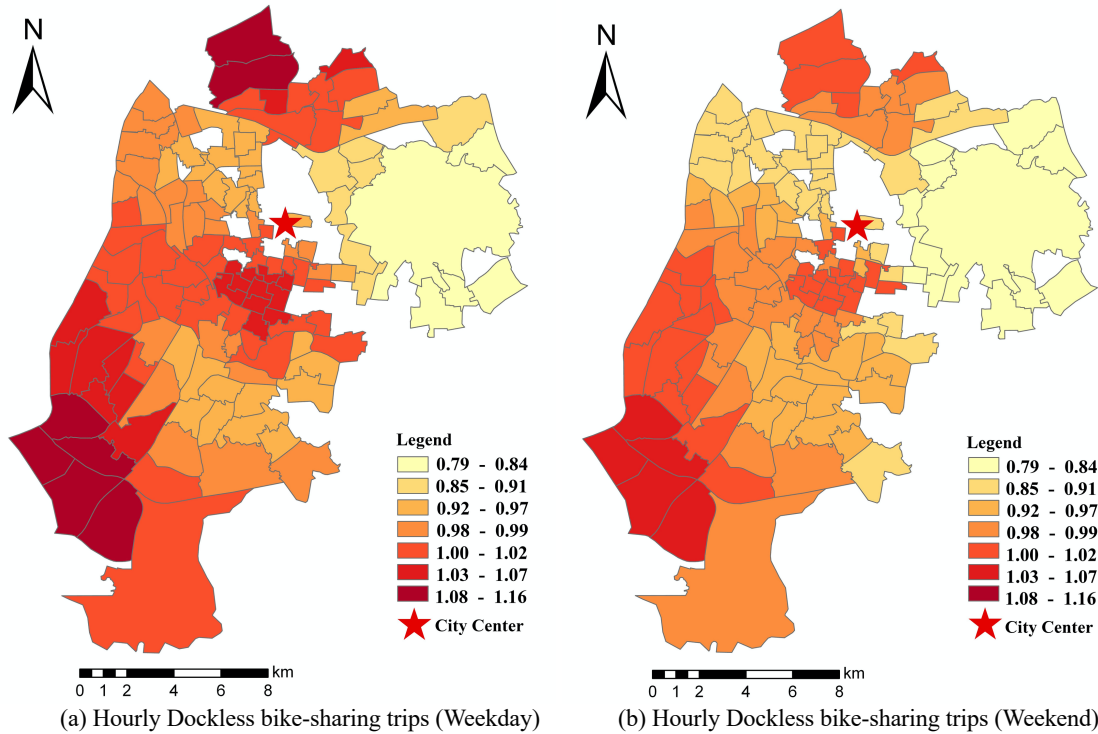 N
N
Legend
0.79 - 0.84
0.85 - 0.91
0.92 - 0.97
0.98 - 0.99
1.00 - 1.02
1.03 - 1.07
1.08 - 1.16
City Center
Legend
0.79 - 0.84
0.85 - 0.91
0.92 - 0.97
0.98 - 0.99
1.00 - 1.02
1.03 - 1.07
1.08 - 1.16
City Center
km
0 1 2 4 6 8
km
0 1 2 4 6 8
(a) Hourly Dockless bike-sharing trips (Weekday)
(b) Hourly Dockless bike-sharing trips (Weekend)